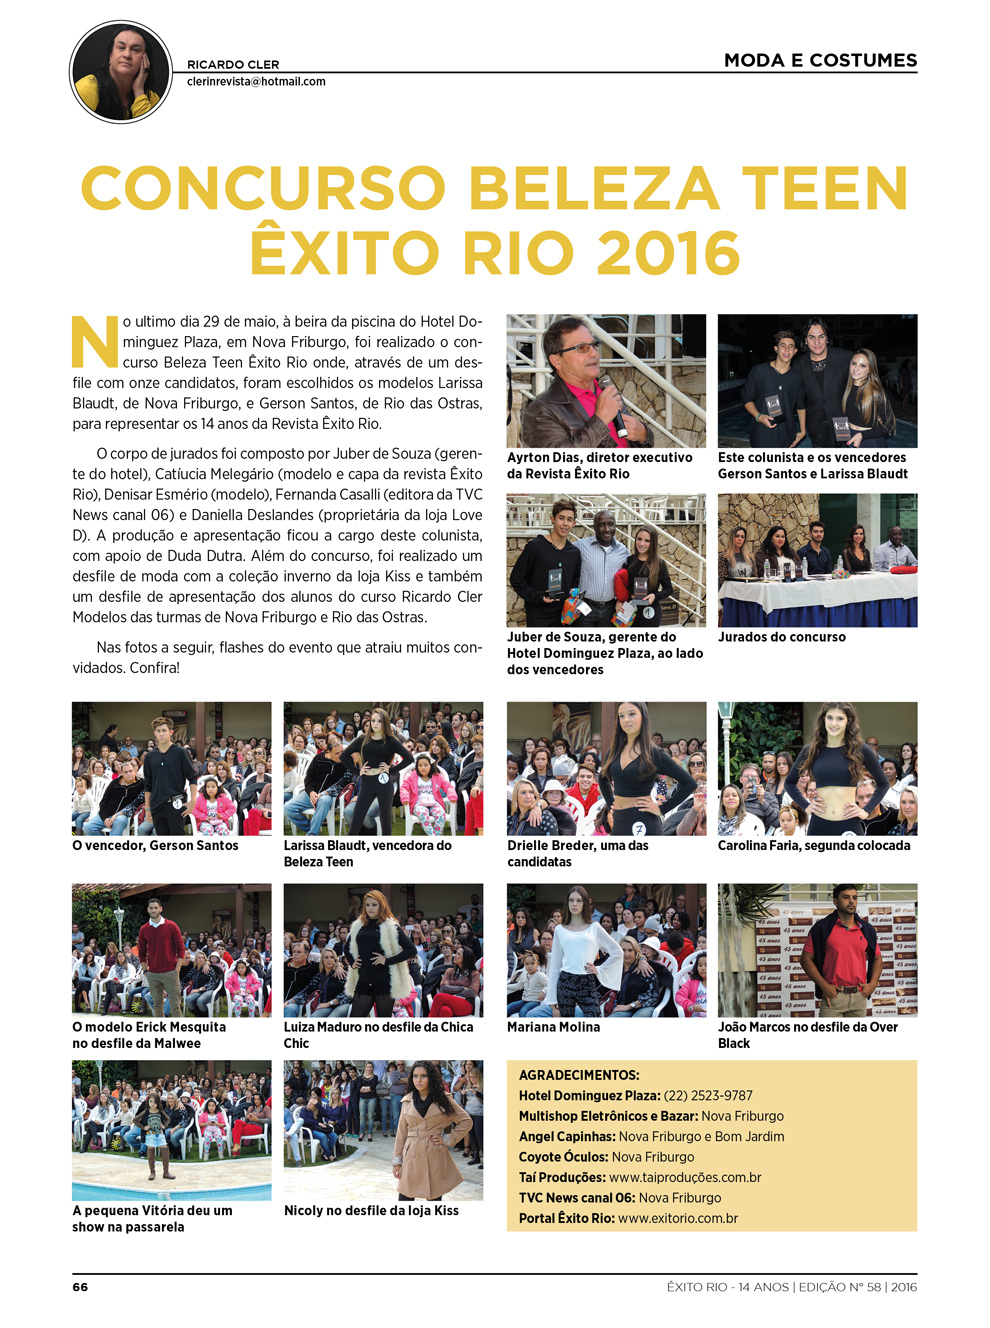 RICARDO CLER
clerinrevista@hotmail.com
MODA E COSTUMES
CONCURSO BELEZA TEEN
ÊXITO RIO 2016
No ultimo dia 29 de maio, à beira da piscina do Hotel Do-
minguez Plaza, em Nova Friburgo, foi realizado o con-
curso Beleza Teen Êxito Rio onde, através de um des-
file com onze candidatos, foram escolhidos os modelos Larissa
Blaudt, de Nova Friburgo, e Gerson Santos, de Rio das Ostras,
para representar os 14 anos da Revista Êxito Rio.
O corpo de jurados foi composto por Juber de Souza (geren-
te do hotel), Catíucia Melegário (modelo e capa da revista Êxito
Rio), Denisar Esmério (modelo), Fernanda Casalli (editora da TVC
News canal 06) e Daniella Deslandes (proprietária da loja Love
D). A produção e apresentação ficou a cargo deste colunista,
com apoio de Duda Dutra. Além do concurso, foi realizado um
desfile de moda com a coleção inverno da loja Kiss e também
um desfile de apresentação dos alunos do curso Ricardo Cler
Modelos das turmas de Nova Friburgo e Rio das Ostras.
Nas fotos a seguir, flashes do evento que atraiu muitos con-
vidados. Confira!
Ayrton Dias, diretor executivo
da Revista Êxito Rio
Este colunista e os vencedores
Gerson Santos e Larissa Blaudt
1
Juber de Souza, gerente do
Hotel Dominguez Plaza, ao lado
dos vencedores
Jurados do concurso
O vencedor, Gerson Santos
Larissa Blaudt, vencedora do
Beleza Teen
7
Drielle Breder, uma das
candidatas
Carolina Faria, segunda colocada
O modelo Erick Mesquita
no desfile da Malwee
Luiza Maduro no desfile da Chica
Chic
Mariana Molina
45 anos
João Marcos no desfile da Over
Black
A pequena Vitória deu um
show na passarela
Nicoly no desfile da loja Kiss
AGRADECIMENTOS:
Hotel Dominguez Plaza: (22) 2523-9787
Multishop Eletrônicos e Bazar: Nova Friburgo
Angel Capinhas: Nova Friburgo e Bom Jardim
Coyote Óculos: Nova Friburgo
Taí Produções: www.taiproduções.com.br
TVC News canal 06: Nova Friburgo
Portal Êxito Rio: www.exitorio.com.br
66
ÊXITO RIO - 14 ANOS | EDIÇÃO Nº 58 | 2016